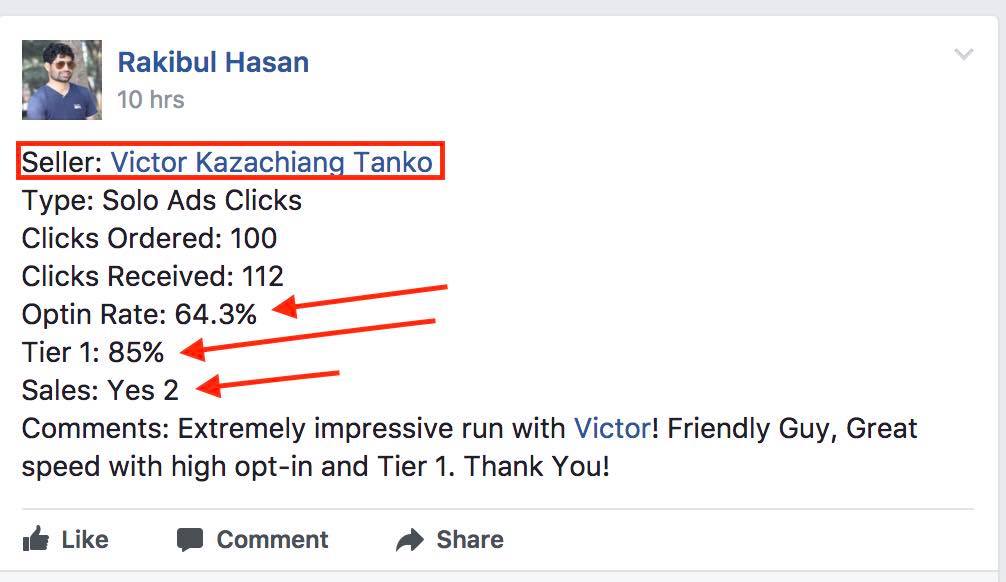 Rakibul Hasan
10 hrs
Seller: Victor Kazachiang Tanko
Type: Solo Ads Clicks
Clicks Ordered: 100
Clicks Received: 112
Optin Rate: 64.3%
Tier 1: 85%
Sales: Yes 2
Comments: Extremely impressive run with Victor! Friendly Guy, Great
speed with high opt-in and Tier 1. Thank You!
Like Comment Share